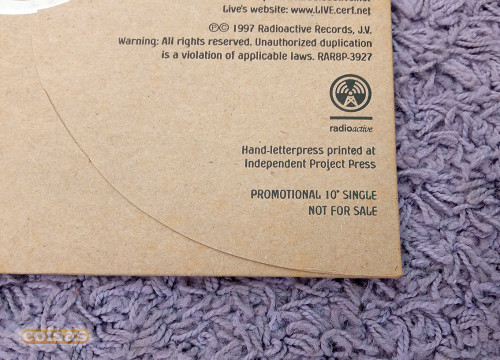 Live's website: www.LIVE.cerf.net
℗© 1997 Radioactive Records, J.V.
Warning: All rights reserved. Unauthorized duplication
is a violation of applicable laws. RAR8P-3927
radioactive
Hand-letterpress printed at
Independent Project Press
PROMOTIONAL 10" SINGLE
NOT FOR SALE